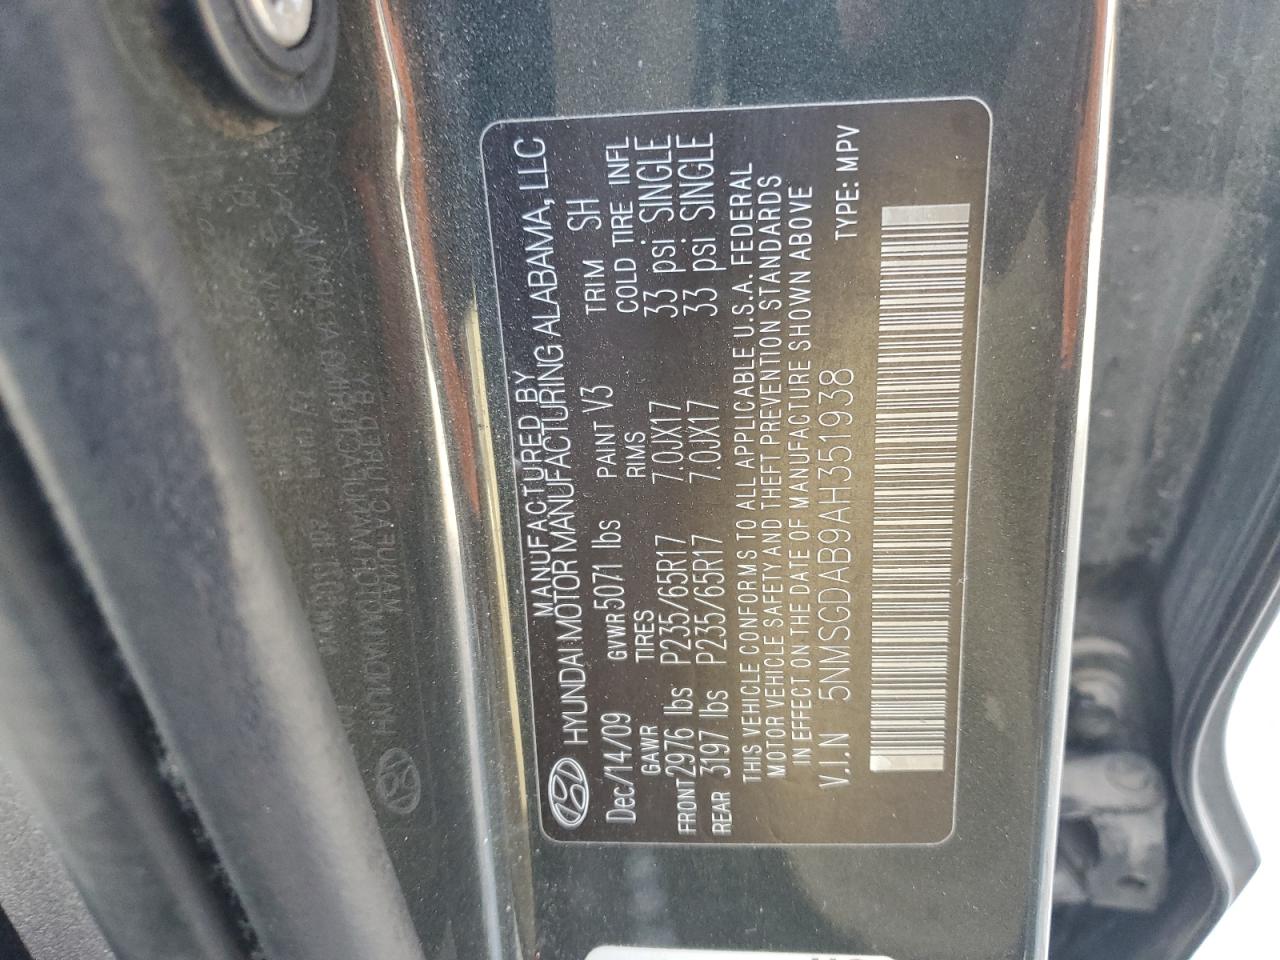 MANUFACTURED BY
HYUNDAI MOTOR MANUFACTURING ALABAMA, LLC
Dec/14/09 GVWR 5071 lbs PAINT V3 TRIM SH
GAWR TIRES RIMS COLD TIRE INFL
FRONT 2976 lbs P235/65R17 7.0JX17 33 psi SINGLE
REAR 3197 lbs P235/65R17 7.0JX17 33 psi SINGLE
THIS VEHICLE CONFORMS TO ALL APPLICABLE U.S.A. FEDERAL
MOTOR VEHICLE SAFETY AND THEFT PREVENTION STANDARDS
IN EFFECT ON THE DATE OF MANUFACTURE SHOWN ABOVE
V.I.N 5NMSGDAB9AH351938 TYPE: MPV